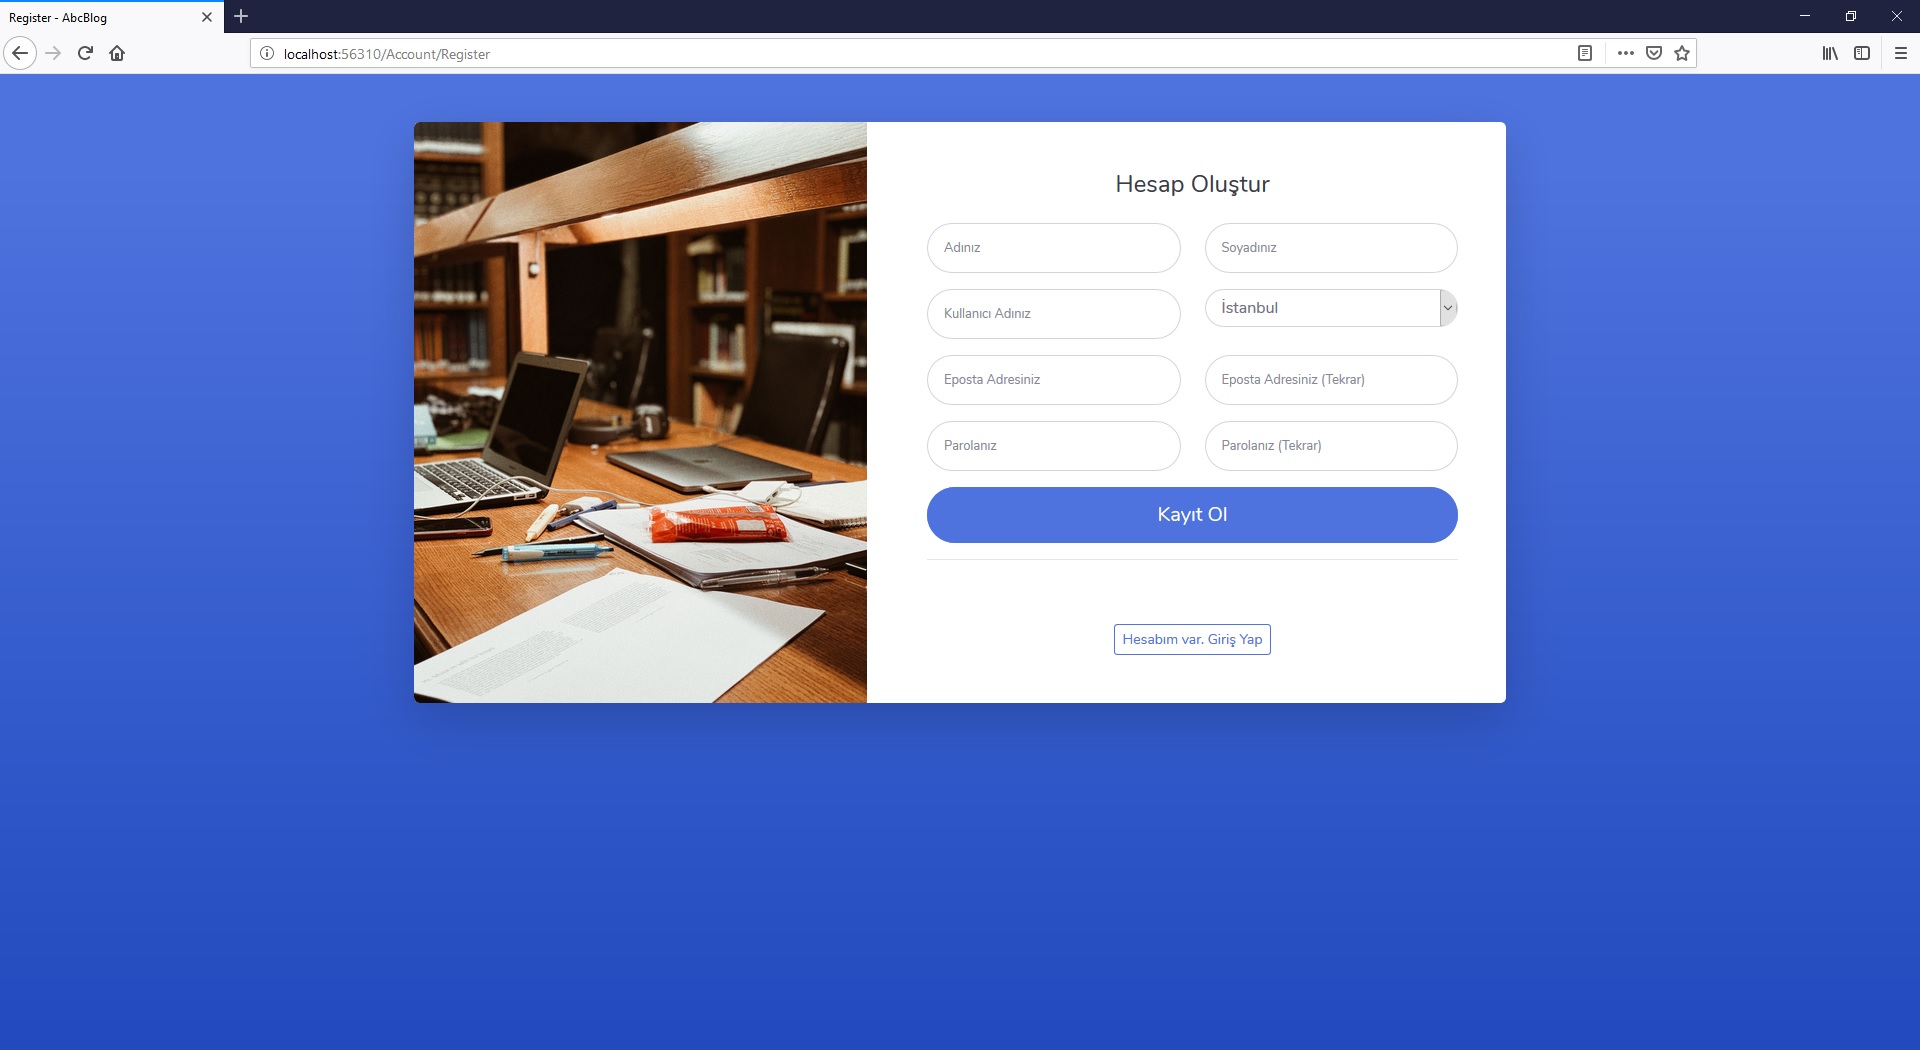 Register - AbcBlog
localhost:56310/Account/Register
Hesap Oluştur
Adınız
Soyadınız
Kullanıcı Adınız
İstanbul
Eposta Adresiniz
Eposta Adresiniz (Tekrar)
Parolanız
Parolanız (Tekrar)
Kayıt Ol
Hesabım var. Giriş Yap